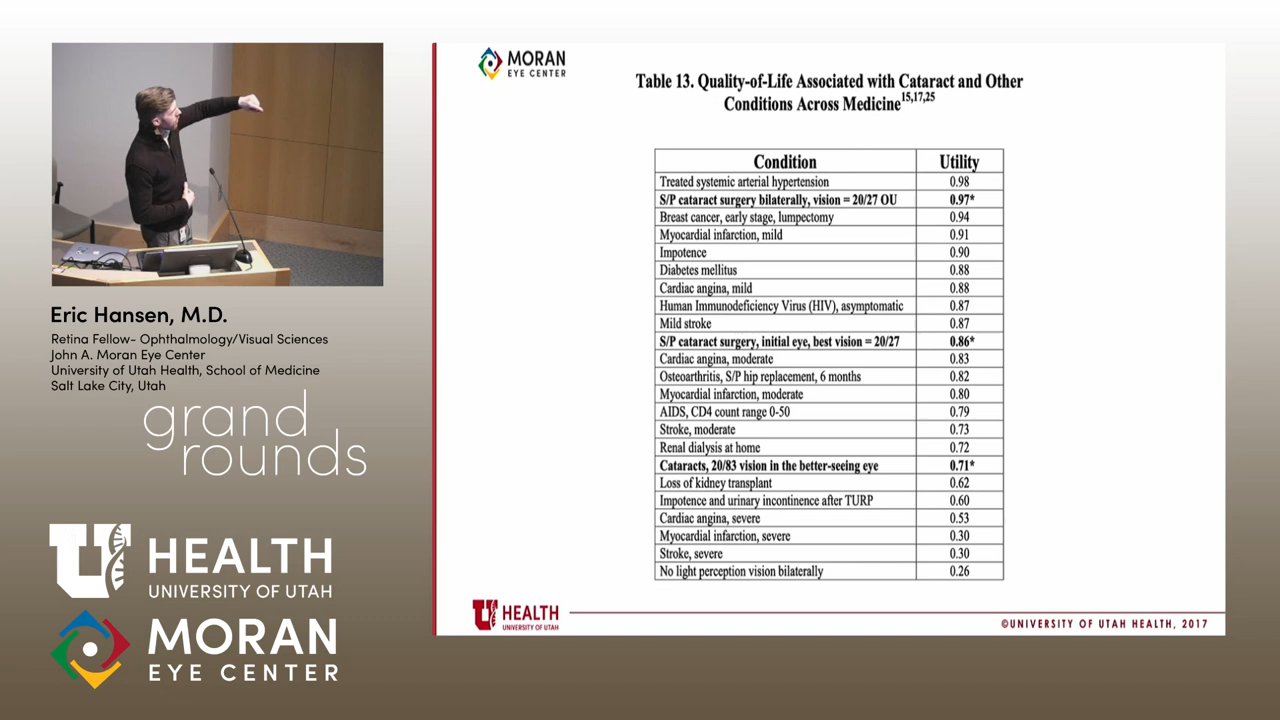 Eric Hansen, M.D.
Retina Fellow- Ophthalmology/Visual Sciences
John A. Moran Eye Center
University of Utah Health, School of Medicine
Salt Lake City, Utah
grand
rounds
U HEALTH
UNIVERSITY OF UTAH
MORAN
EYE CENTER
MORAN
EYE CENTER
Table 13. Quality-of-Life Associated with Cataract and Other
Conditions Across Medicine15,17,25
Condition Utility
Treated systemic arterial hypertension 0.98
S/P cataract surgery bilaterally, vision = 20/27 OU 0.97*
Breast cancer, early stage, lumpectomy 0.94
Myocardial infarction, mild 0.91
Impotence 0.90
Diabetes mellitus 0.88
Cardiac angina, mild 0.88
Human Immunodeficiency Virus (HIV), asymptomatic 0.87
Mild stroke 0.87
S/P cataract surgery, initial eye, best vision = 20/27 0.86*
Cardiac angina, moderate 0.83
Osteoarthritis, S/P hip replacement, 6 months 0.82
Myocardial infarction, moderate 0.80
AIDS, CD4 count range 0-50 0.79
Stroke, moderate 0.73
Renal dialysis at home 0.72
Cataracts, 20/83 vision in the better-seeing eye 0.71*
Loss of kidney transplant 0.62
Impotence and urinary incontinence after TURP 0.60
Cardiac angina, severe 0.53
Myocardial infarction, severe 0.30
Stroke, severe 0.30
No light perception vision bilaterally 0.26
U HEALTH
UNIVERSITY OF UTAH
©UNIVERSITY OF UTAH HEALTH, 2017